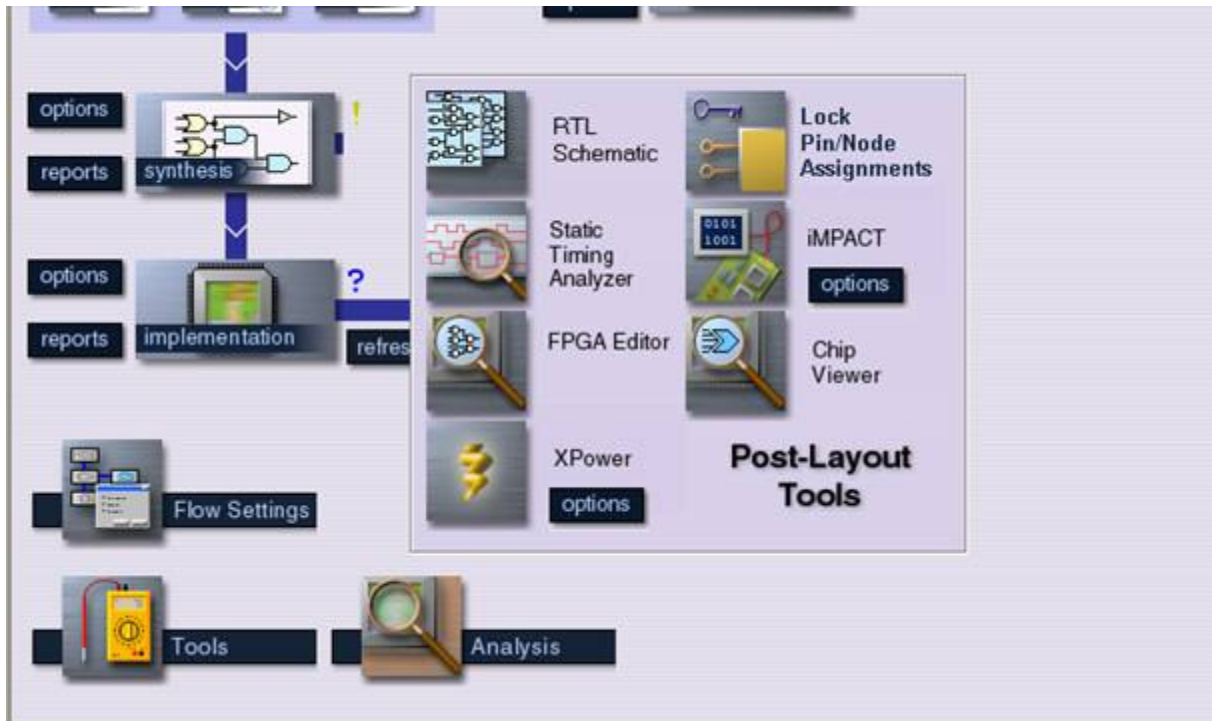 options
reports
synthesis
!
options
reports
implementation
?
refres
RTL
Schematic
Lock
Pin/Node
Assignments
Static
Timing
Analyzer
0101
1001
iMPACT
options
FPGA Editor
Chip
Viewer
XPower
options
Post-Layout
Tools
Flow Settings
Tools
Analysis